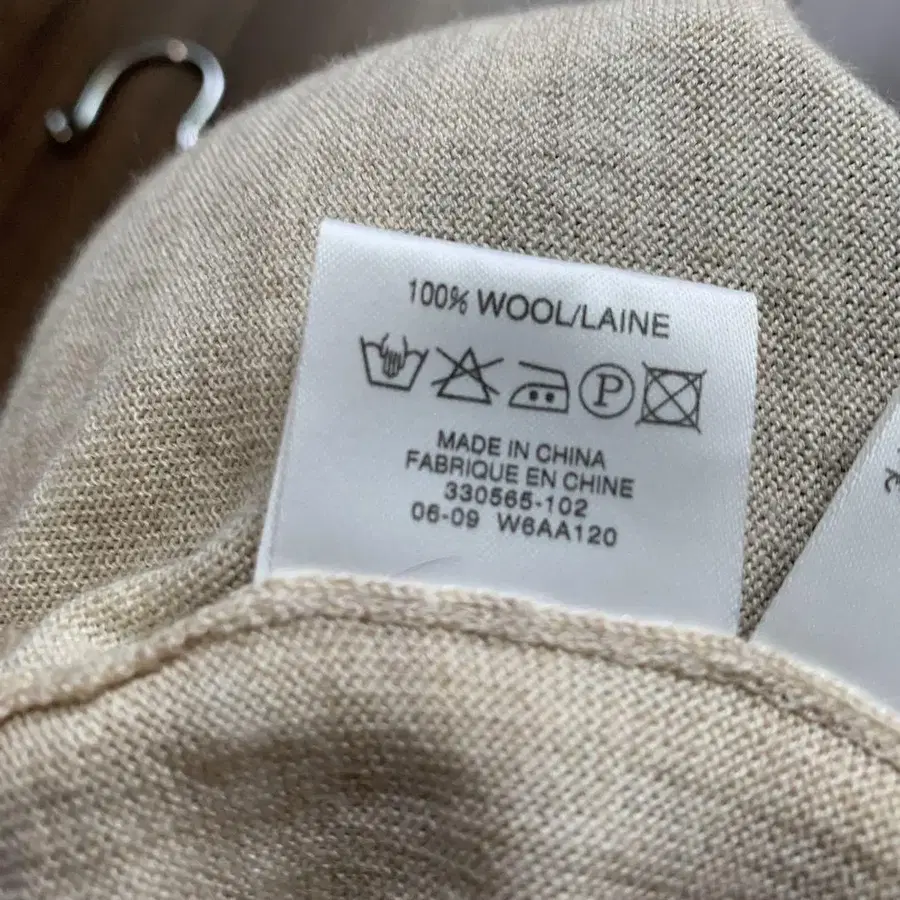 100% WOOL/LAINE
P
MADE IN CHINA
FABRIQUE EN CHINE
330565-102
06-09 W6AA120